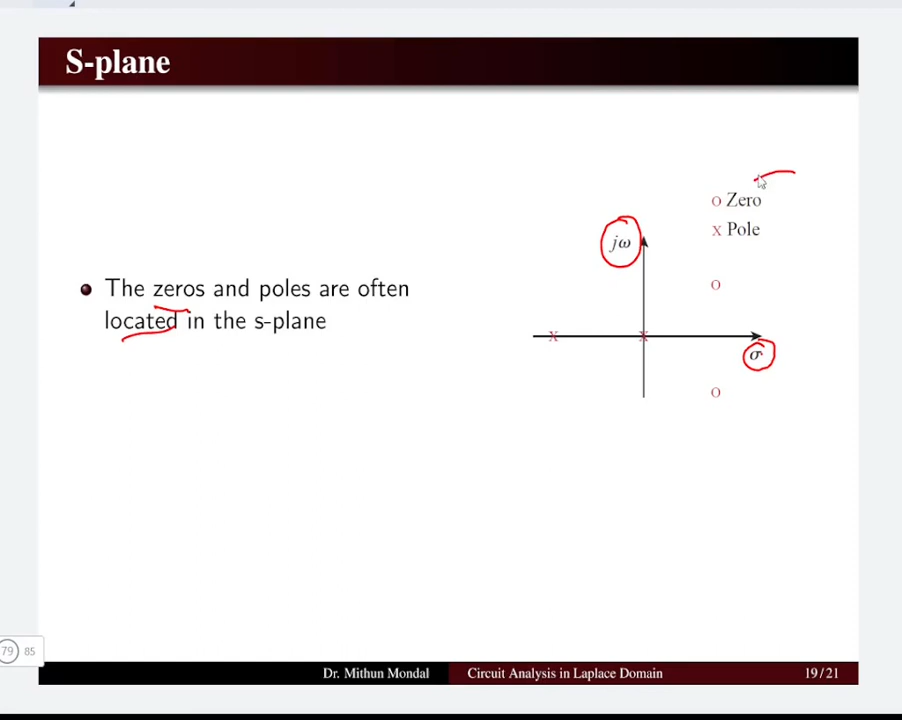 S-plane
o Zero
x Pole
jω
o
The zeros and poles are often
located in the s-plane
x x
σ
o
79 85
Dr. Mithun Mondal Circuit Analysis in Laplace Domain 19/21